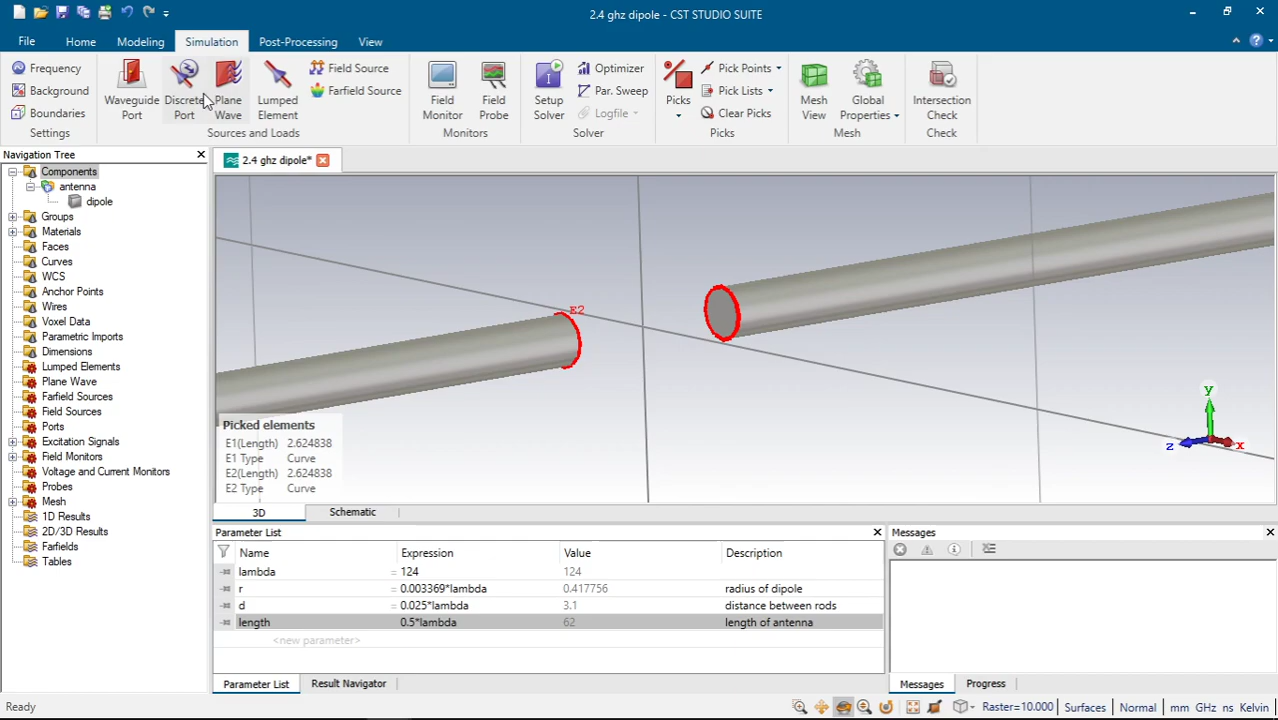 2.4 ghz dipole - CST STUDIO SUITE
File Home Modeling Simulation Post-Processing View
Frequency
Background
Boundaries
Settings
Waveguide Port
Discrete Port
Plane Wave
Lumped Element
Field Source
Farfield Source
Sources and Loads
Field Monitor
Field Probe
Monitors
Setup Solver
Optimizer
Par. Sweep
Logfile
Solver
Picks
Pick Points
Pick Lists
Clear Picks
Picks
Mesh View
Global Properties
Mesh
Intersection Check
Check
Navigation Tree
Components
antenna
dipole
Groups
Materials
Faces
Curves
WCS
Anchor Points
Wires
Voxel Data
Parametric Imports
Dimensions
Lumped Elements
Plane Wave
Farfield Sources
Field Sources
Ports
Excitation Signals
Field Monitors
Voltage and Current Monitors
Probes
Mesh
1D Results
2D/3D Results
Farfields
Tables
2.4 ghz dipole*
E2
Picked elements
E1(Length) 2.624838
E1 Type Curve
E2(Length) 2.624838
E2 Type Curve
y
z x
3D Schematic
Parameter List
Name Expression Value Description
lambda = 124 124
r = 0.003369*lambda 0.417756 radius of dipole
d = 0.025*lambda 3.1 distance between rods
length 0.5*lambda 62 length of antenna
<new parameter>
Parameter List Result Navigator
Messages
Messages Progress
Ready
Raster=10.000 Surfaces Normal mm GHz ns Kelvin